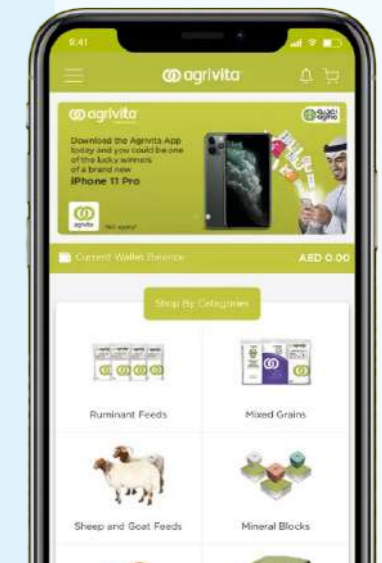 9:41
agrivita
agrivita
Download the Agrivita App
today and you could be one
of the lucky winners
of a brand new
iPhone 11 Pro
agrivita
Current Wallet Balance
AED 0.00
Shop By Categories
Ruminant Feeds
Mixed Grains
Sheep and Goat Feeds
Mineral Blocks